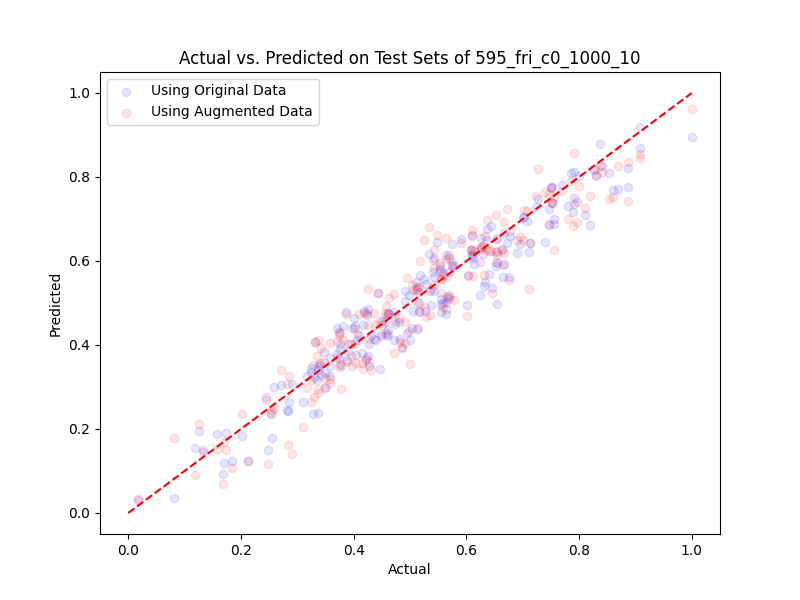 Actual vs. Predicted on Test Sets of 595_fri_c0_1000_10
Using Original Data
Using Augmented Data
1.0
0.8
0.6
0.4
0.2
0.0
Predicted
0.0 0.2 0.4 0.6 0.8 1.0
Actual